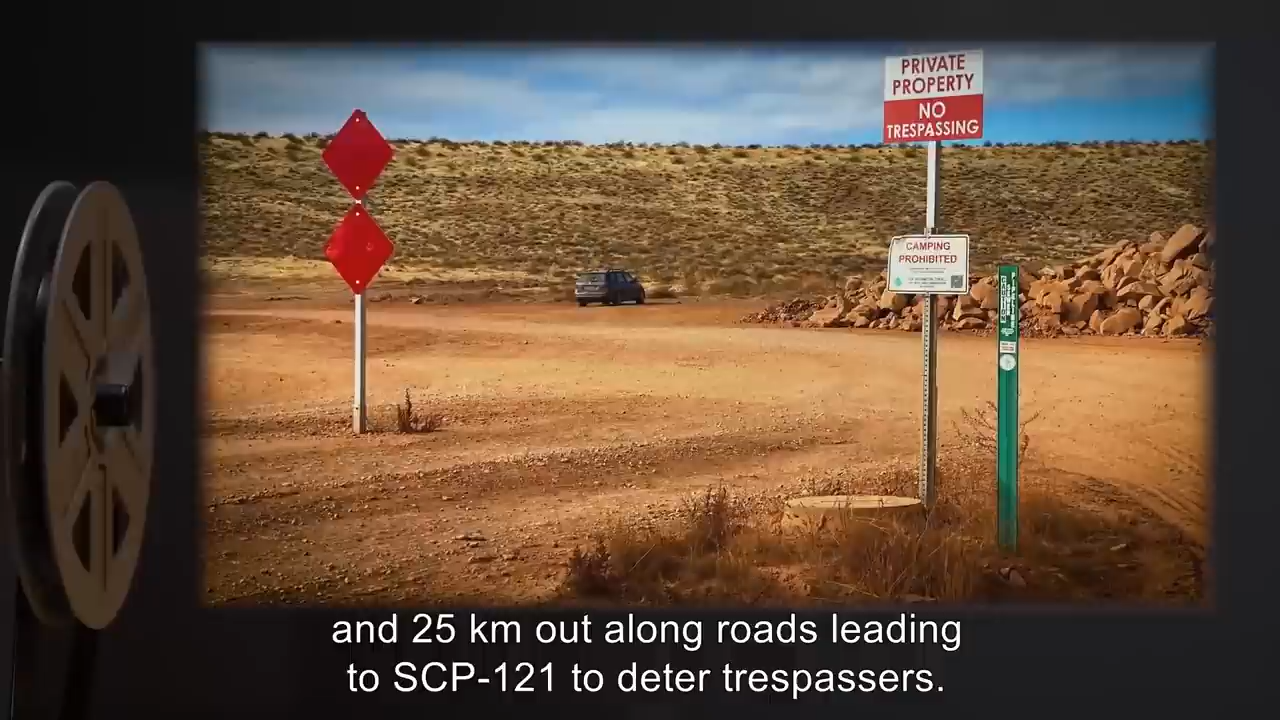 PRIVATE
PROPERTY
NO
TRESPASSING
CAMPING
PROHIBITED
and 25 km out along roads leading
to SCP-121 to deter trespassers.